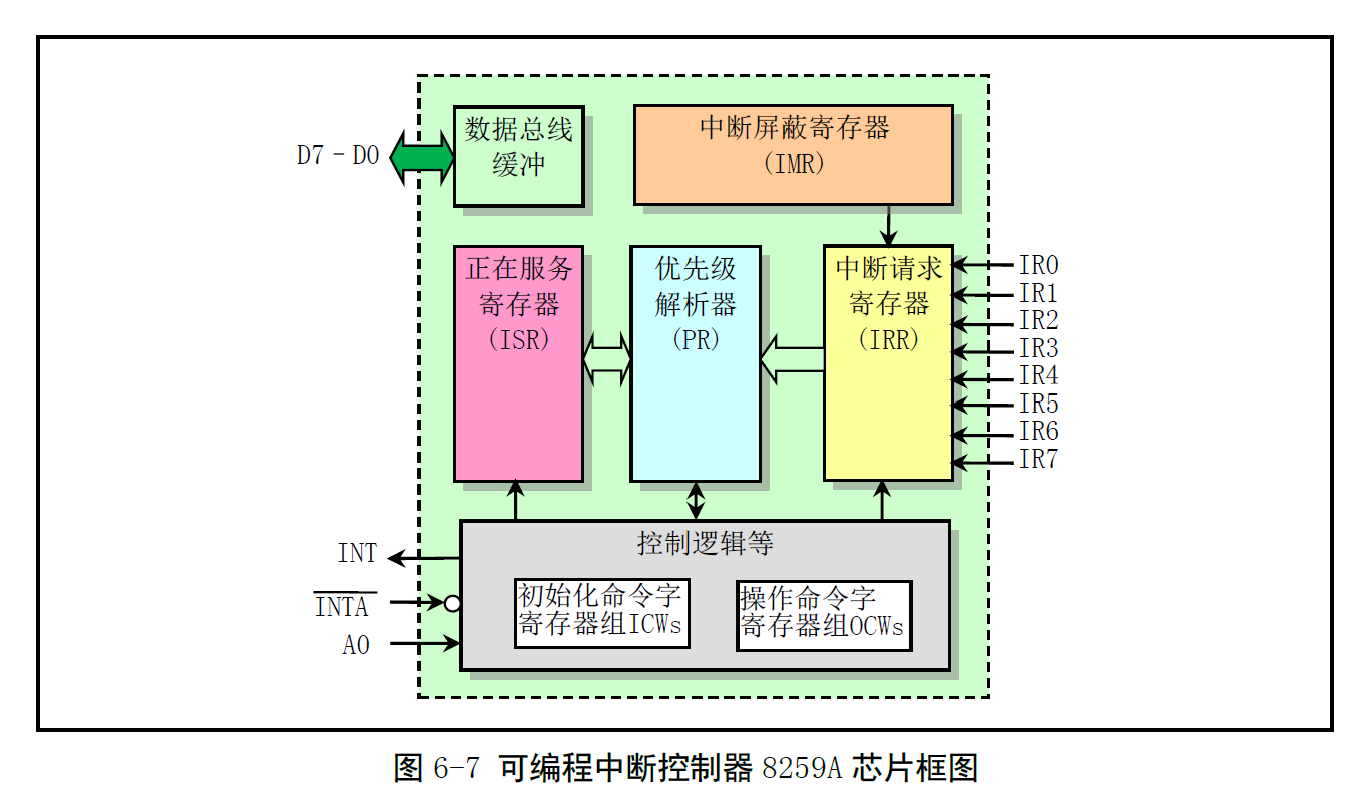 数据总线
缓冲
D7-D0
中断屏蔽寄存器
(IMR)
正在服务
寄存器
(ISR)
优先级
解析器
(PR)
中断请求
寄存器
(IRR)
IR0
IR1
IR2
IR3
IR4
IR5
IR6
IR7
控制逻辑等
INT
INTA
A0
初始化命令字
寄存器组ICWs
操作命令字
寄存器组OCWs
图 6-7 可编程中断控制器 8259A 芯片框图